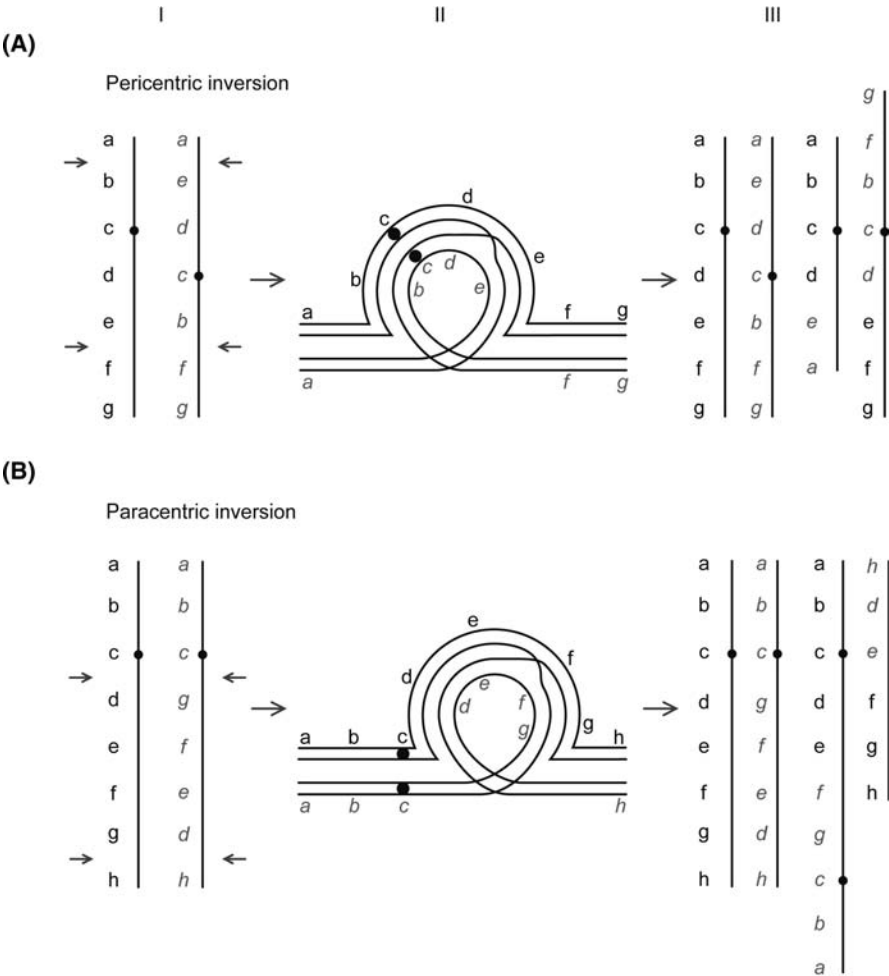 I II III
(A)
Pericentric inversion
a a
b e
c d
d c
e b
f f
g g
d
c
e
b
c d
b e
a f g
a f g
g
a a a f
b e b b
c d c c
d c d d
e b e e
f f a f
g g g
(B)
Paracentric inversion
a a
b b
c c
d g
e f
f e
g d
h h
e
f
d
g
e
d f
g
a b c h
a b c h
a a a h
b b b d
c c c e
d g d f
e f e g
f e f h
g d g
h h c
b
a